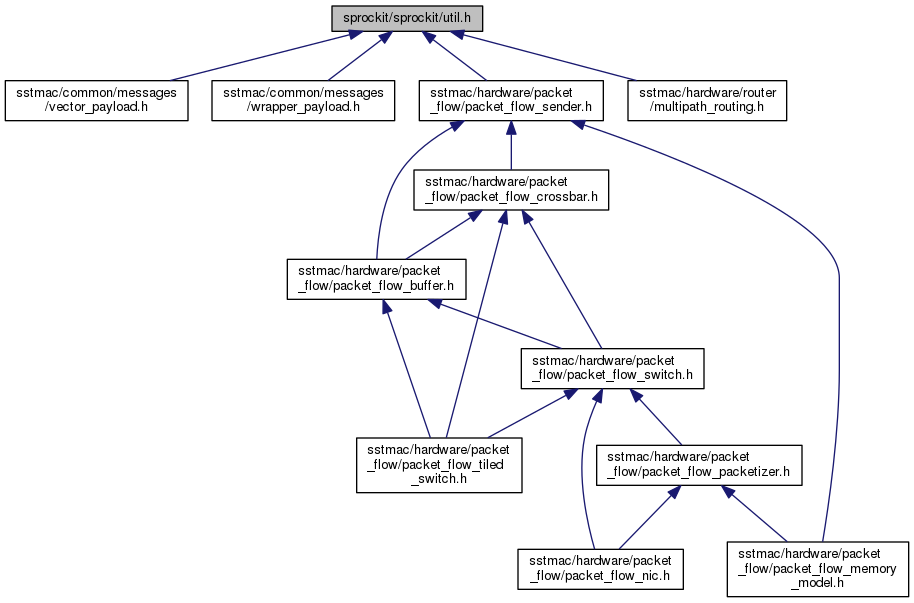 sprockit/sprockit/util.h
sstmac/common/messages
/vector_payload.h
sstmac/common/messages
/wrapper_payload.h
sstmac/hardware/packet
_flow/packet_flow_sender.h
sstmac/hardware/router
/multipath_routing.h
sstmac/hardware/packet
_flow/packet_flow_crossbar.h
sstmac/hardware/packet
_flow/packet_flow_buffer.h
sstmac/hardware/packet
_flow/packet_flow_switch.h
sstmac/hardware/packet
_flow/packet_flow_tiled
_switch.h
sstmac/hardware/packet
_flow/packet_flow_packetizer.h
sstmac/hardware/packet
_flow/packet_flow_nic.h
sstmac/hardware/packet
_flow/packet_flow_memory
_model.h